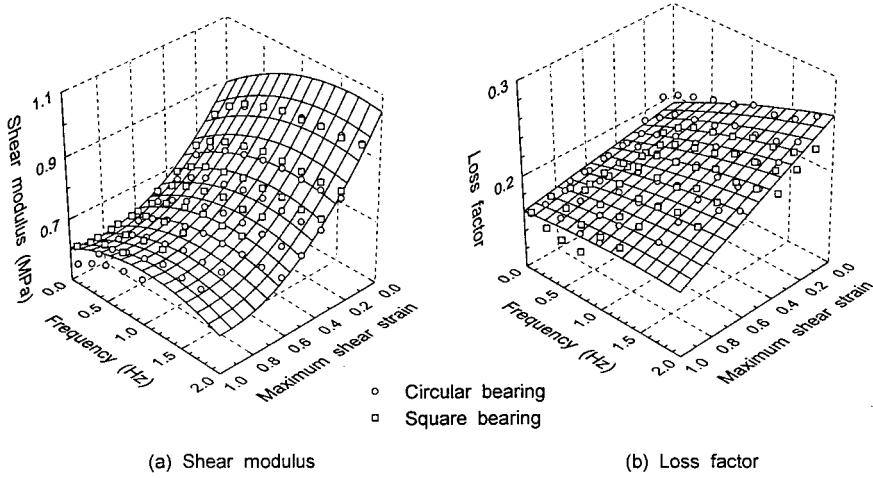 1.1
0.9
0.7
Shear modulus (MPa)
0.0
0.5
1.0
1.5
2.0
Frequency (Hz)
1.0
0.8
0.6
0.4
0.2
0.0
Maximum shear strain
0.3
0.2
Loss factor
0.0
0.5
1.0
1.5
2.0
Frequency (Hz)
1.0
0.8
0.6
0.4
0.2
0.0
Maximum shear strain
Circular bearing
Square bearing
(a) Shear modulus
(b) Loss factor